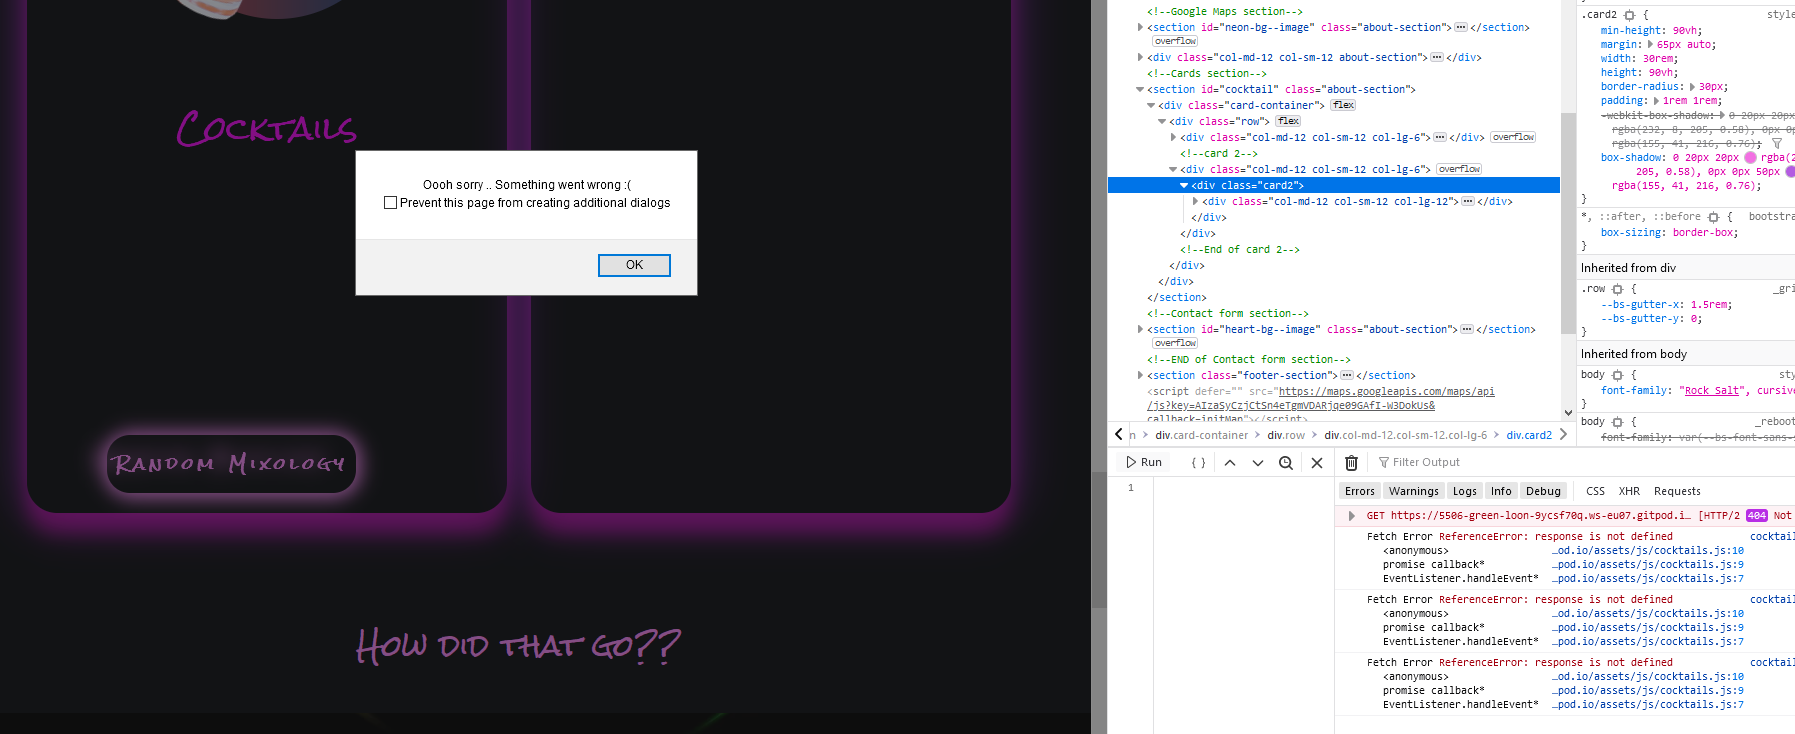 Cocktails
Oooh sorry .. Something went wrong :(
Prevent this page from creating additional dialogs
OK
Random Mixology
How did that go??
<!--Google Maps section-->
<section id="neon-bg--image" class="about-section"> ··· </section>
overflow
<div class="col-md-12 col-sm-12 about-section"> ··· </div>
<!--Cards section-->
<section id="cocktail" class="about-section">
<div class="card-container"> flex
<div class="row"> flex
<div class="col-md-12 col-sm-12 col-lg-6"> ··· </div> overflow
<!--card 2-->
<div class="col-md-12 col-sm-12 col-lg-6"> overflow
<div class="card2">
<div class="col-md-12 col-sm-12 col-lg-12"> ··· </div>
</div>
</div>
<!--End of card 2-->
</div>
</div>
</section>
<!--Contact form section-->
<section id="heart-bg--image" class="about-section"> ··· </section>
overflow
<!--END of Contact form section-->
<section class="footer-section"> ··· </section>
<script defer="" src="https://maps.googleapis.com/maps/api
/js?key=AIzaSyCzjCtSn4eTgmVDARjqe09GAfI-W3DokUs&
callback=initMap"></script>
n > div.card-container > div.row > div.col-md-12.col-sm-12.col-lg-6 > div.card2
.card2 { style
min-height: 90vh;
margin: 65px auto;
width: 30rem;
height: 90vh;
border-radius: 30px;
padding: 1rem 1rem;
-webkit-box-shadow: 0 20px 20px
rgba(232, 8, 205, 0.58), 0px 0p
rgba(155, 41, 216, 0.76);
box-shadow: 0 20px 20px rgba(2
205, 0.58), 0px 0px 50px
rgba(155, 41, 216, 0.76);
}
*, ::after, ::before { bootstra
box-sizing: border-box;
}
Inherited from div
.row { _gri
--bs-gutter-x: 1.5rem;
--bs-gutter-y: 0;
}
Inherited from body
body { sty
font-family: "Rock Salt", cursive
}
body { _reboot
font-family: var(--bs-font-sans-
Run { }
1
Filter Output
Errors Warnings Logs Info Debug CSS XHR Requests
GET https://5506-green-loon-9ycsf70q.ws-eu07.gitpod.i… [HTTP/2 404 Not
Fetch Error ReferenceError: response is not defined cocktail
<anonymous> …od.io/assets/js/cocktails.js:10
promise callback* …pod.io/assets/js/cocktails.js:9
EventListener.handleEvent* …pod.io/assets/js/cocktails.js:7
Fetch Error ReferenceError: response is not defined cocktail
<anonymous> …od.io/assets/js/cocktails.js:10
promise callback* …pod.io/assets/js/cocktails.js:9
EventListener.handleEvent* …pod.io/assets/js/cocktails.js:7
Fetch Error ReferenceError: response is not defined cocktail
<anonymous> …od.io/assets/js/cocktails.js:10
promise callback* …pod.io/assets/js/cocktails.js:9
EventListener.handleEvent* …pod.io/assets/js/cocktails.js:7